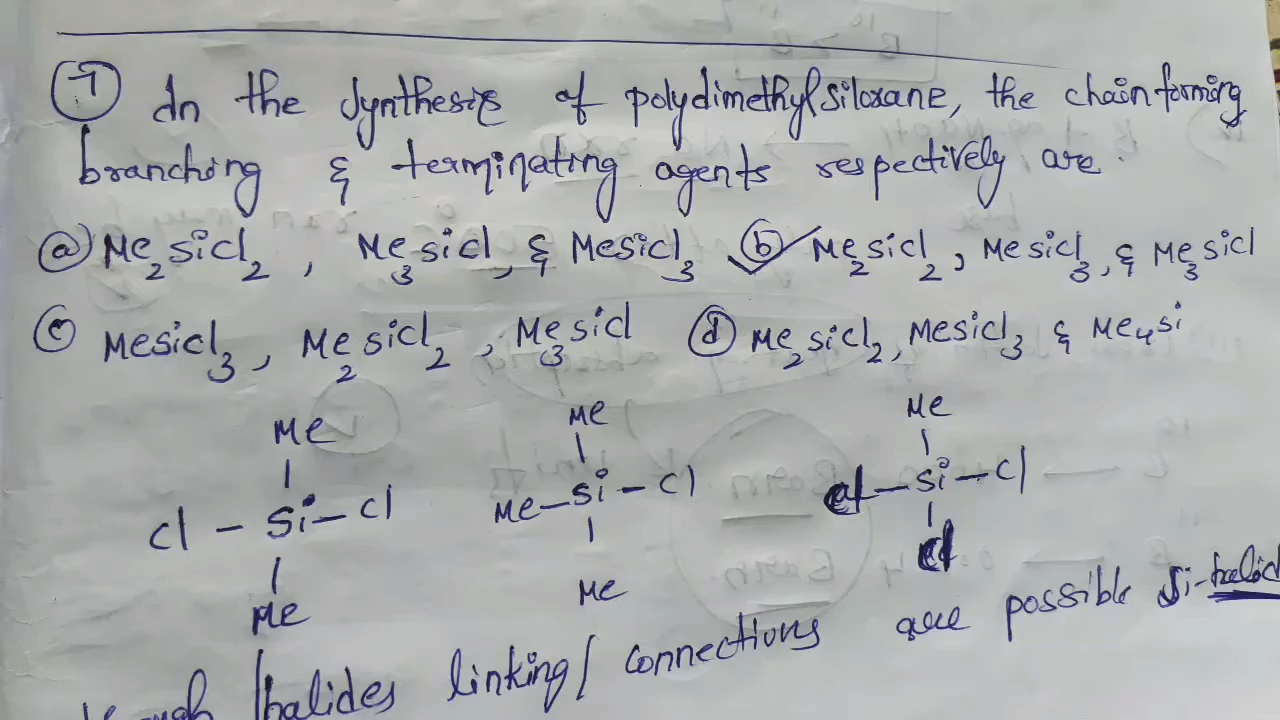 7 In the synthesis of polydimethylsiloxane, the chain forming
branching & terminating agents respectively are.
(a) Me2SiCl2, Me3SiCl, & MeSiCl3 (b) Me2SiCl2, MeSiCl3, & Me3SiCl
(c) MeSiCl3, Me2SiCl2, Me3SiCl (d) Me2SiCl2, MeSiCl3 & Me4Si
Me Me Me
Cl - Si - Cl Me - Si - Cl Cl - Si - Cl
Me Me Cl
halides linking/ connections are possible Si-halid